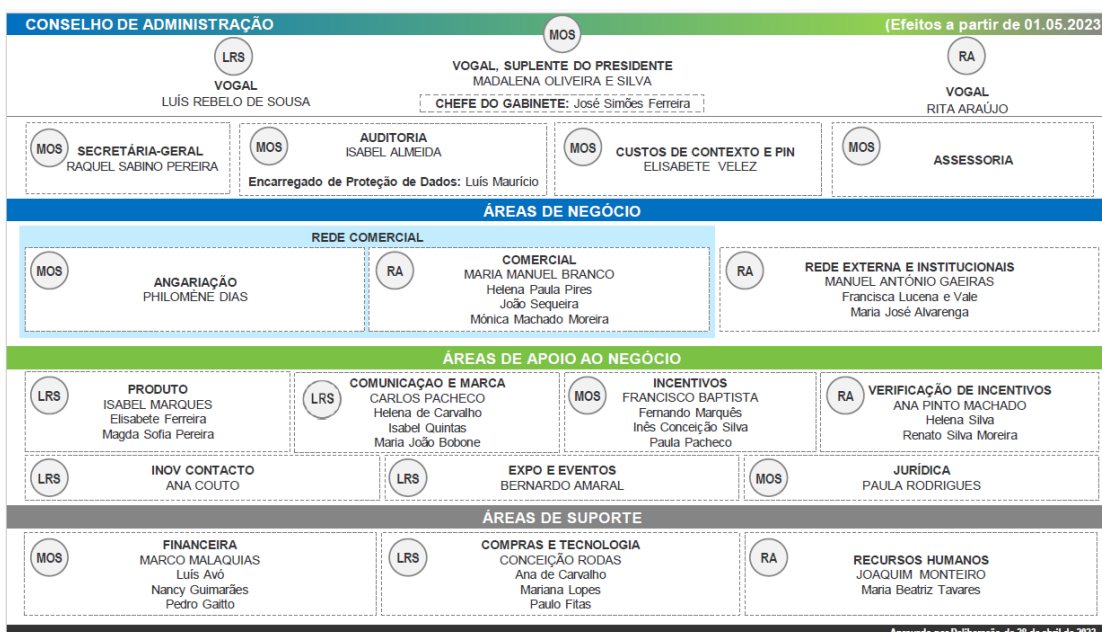 CONSELHO DE ADMINISTRAÇÃO
(Efeitos a partir de 01.05.2023
LRS
VOGAL
LUÍS REBELO DE SOUSA
MOS
VOGAL, SUPLENTE DO PRESIDENTE
MADALENA OLIVEIRA E SILVA
CHEFE DO GABINETE: José Simões Ferreira
RA
VOGAL
RITA ARAÚJO
MOS
SECRETÁRIA-GERAL
RAQUEL SABINO PEREIRA
MOS
AUDITORIA
ISABEL ALMEIDA
Encarregado de Proteção de Dados: Luís Maurício
MOS
CUSTOS DE CONTEXTO E PIN
ELISABETE VELEZ
MOS
ASSESSORIA
ÁREAS DE NEGÓCIO
REDE COMERCIAL
MOS
ANGARIAÇÃO
PHILOMÈNE DIAS
RA
COMERCIAL
MARIA MANUEL BRANCO
Helena Paula Pires
João Sequeira
Mónica Machado Moreira
RA
REDE EXTERNA E INSTITUCIONAIS
MANUEL ANTÓNIO GAEIRAS
Francisca Lucena e Vale
Maria José Alvarenga
ÁREAS DE APOIO AO NEGÓCIO
LRS
PRODUTO
ISABEL MARQUES
Elisabete Ferreira
Magda Sofia Pereira
LRS
COMUNICAÇAO E MARCA
CARLOS PACHECO
Helena de Carvalho
Isabel Quintas
Maria João Bobone
MOS
INCENTIVOS
FRANCISCO BAPTISTA
Fernando Marquês
Inês Conceição Silva
Paula Pacheco
RA
VERIFICAÇÃO DE INCENTIVOS
ANA PINTO MACHADO
Helena Silva
Renato Silva Moreira
LRS
INOV CONTACTO
ANA COUTO
LRS
EXPO E EVENTOS
BERNARDO AMARAL
MOS
JURÍDICA
PAULA RODRIGUES
ÁREAS DE SUPORTE
MOS
FINANCEIRA
MARCO MALAQUIAS
Luís Avó
Nancy Guimarães
Pedro Gaitto
LRS
COMPRAS E TECNOLOGIA
CONCEIÇÃO RODAS
Ana de Carvalho
Mariana Lopes
Paulo Fitas
RA
RECURSOS HUMANOS
JOAQUIM MONTEIRO
Maria Beatriz Tavares